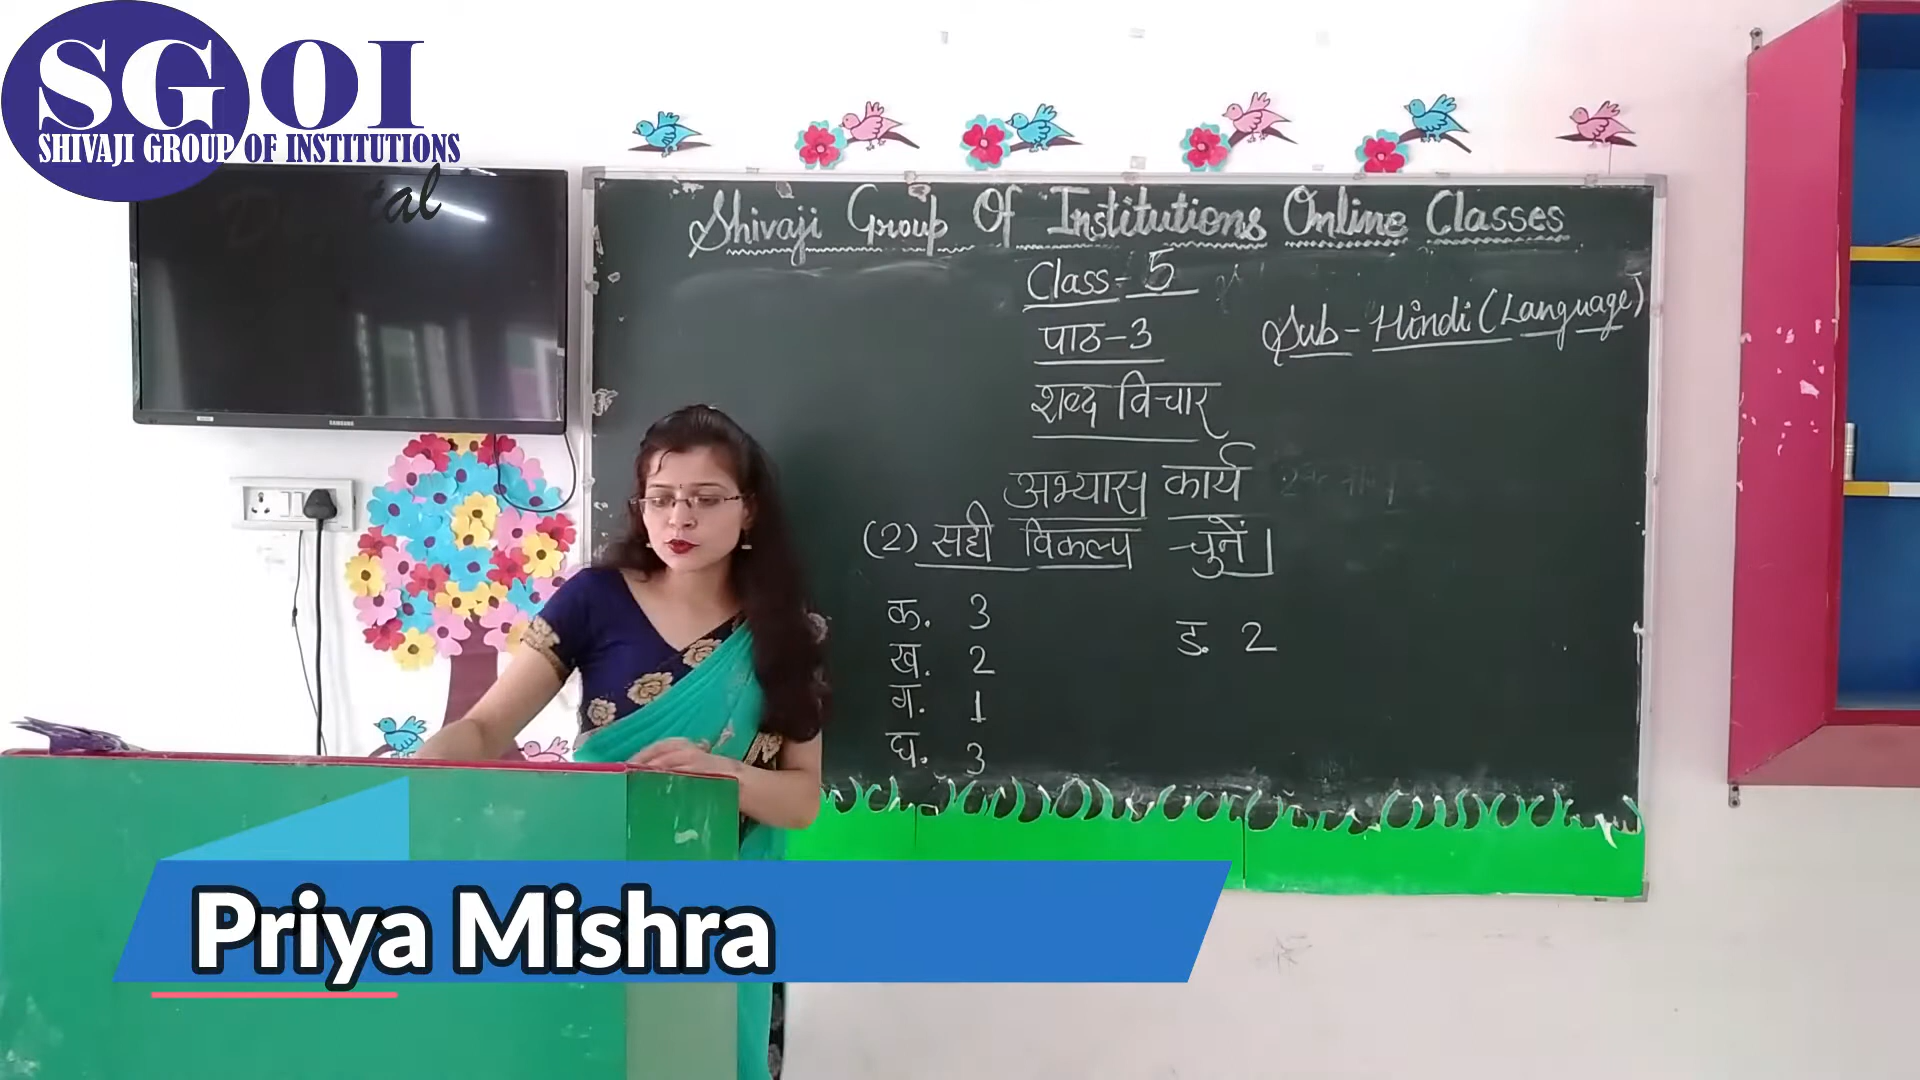 SGOI
SHIVAJI GROUP OF INSTITUTIONS
Shivaji Group Of Institutions Online Classes
Class - 5
Sub - Hindi (Language)
पाठ - 3
शब्द विचार
अभ्यास कार्य
(2) सही विकल्प चुनें।
क. 3
ख. 2
ग. 1
घ. 3
ड. 2
SAMSUNG
Priya Mishra